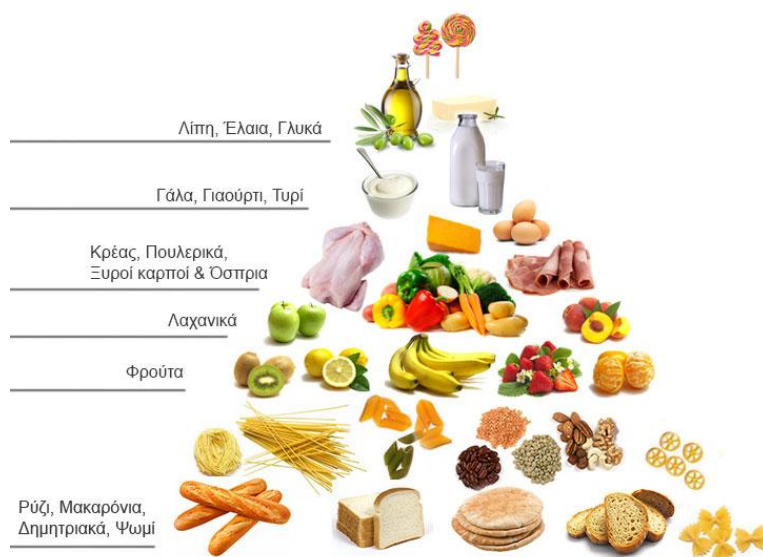 Λίπη, Έλαια, Γλυκά
Γάλα, Γιαούρτι, Τυρί
Κρέας, Πουλερικά,
Ξυροί καρποί & Όσπρια
Λαχανικά
Φρούτα
Ρύζι, Μακαρόνια,
Δημητριακά, Ψωμί